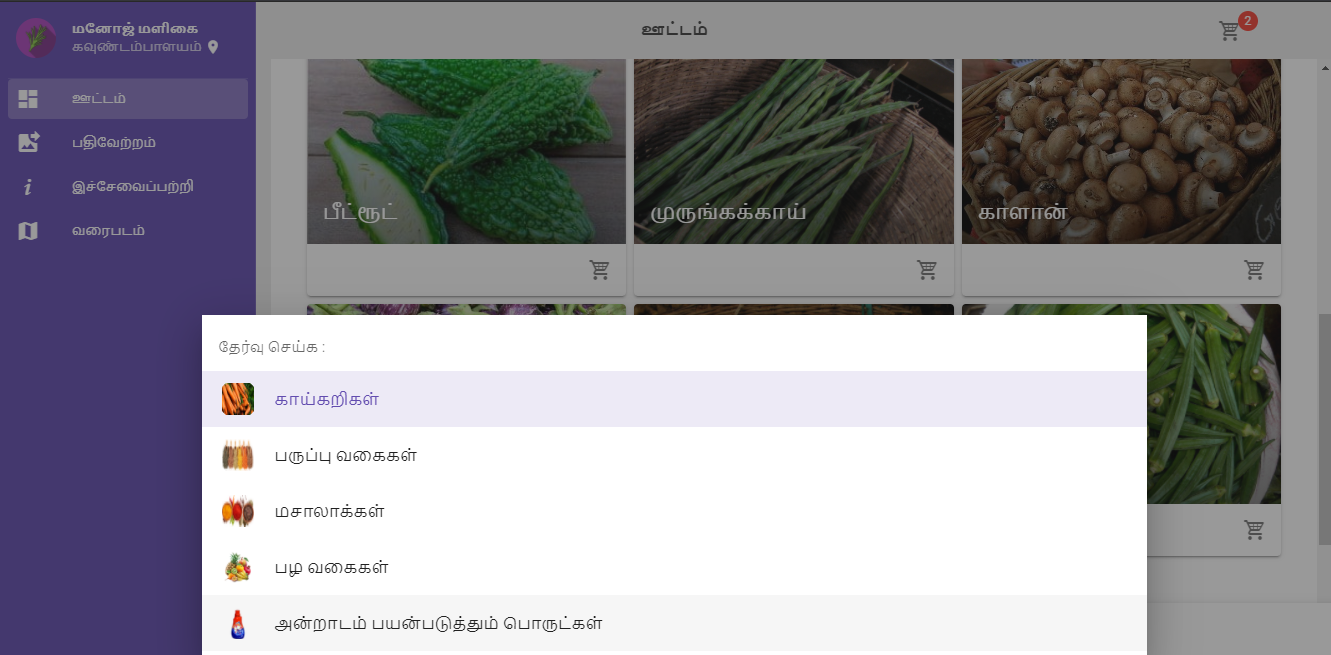 மனோஜ் மளிகை
கவுண்டம்பாளயம்
ஊட்டம்
2
ஊட்டம்
பதிவேற்றம்
இச்சேவைப்பற்றி
வரைபடம்
பீட்ரூட்
முருங்கக்காய்
காளான்
தேர்வு செய்க :
காய்கறிகள்
பருப்பு வகைகள்
மசாலாக்கள்
பழ வகைகள்
அன்றாடம் பயன்படுத்தும் பொருட்கள்